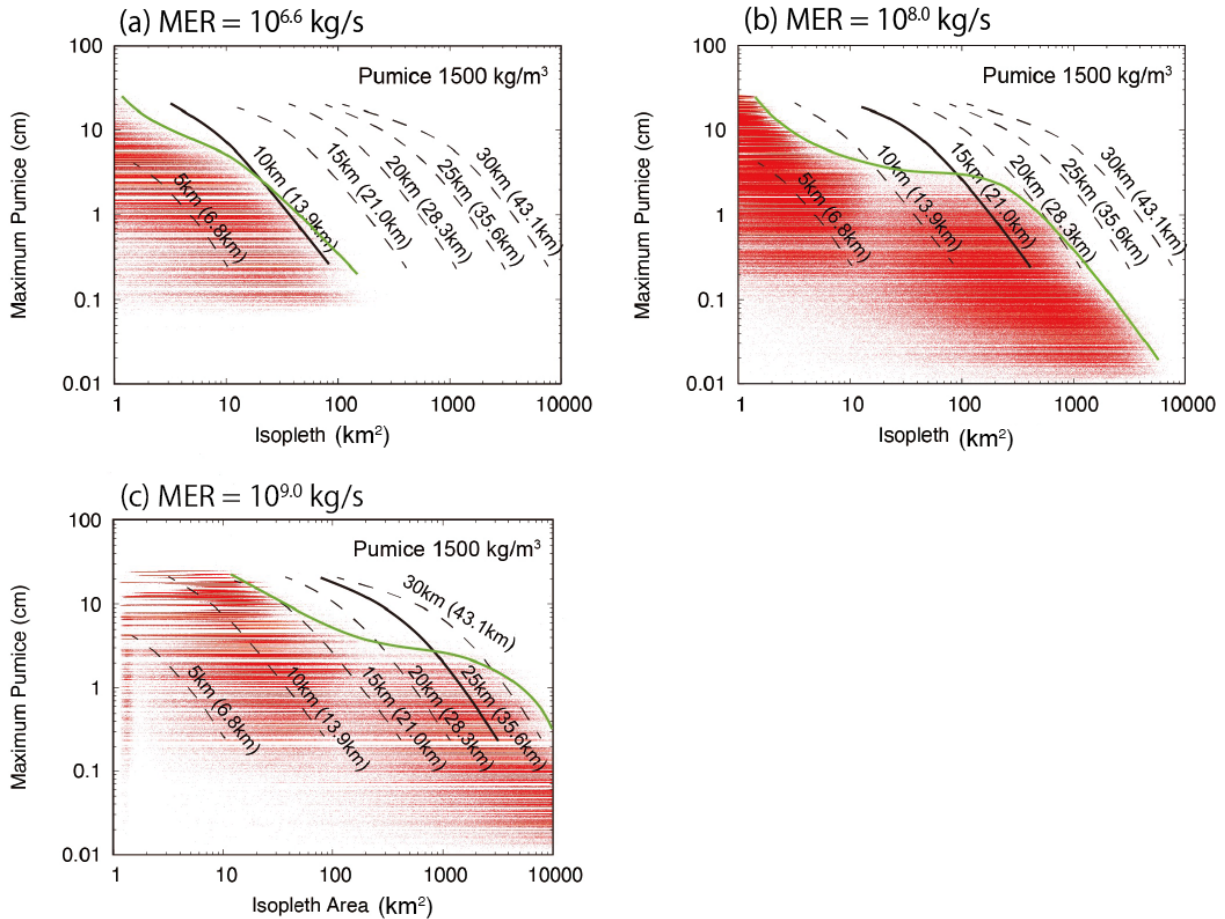 (a) MER = 10^6.6 kg/s
100
10
1
0.1
0.01
Maximum Pumice (cm)
Pumice 1500 kg/m³
5km (6.8km)
10km (13.9km)
15km (21.0km)
20km (28.3km)
25km (35.6km)
30km (43.1km)
1
10
100
1000
10000
Isopleth (km²)
(b) MER = 10^8.0 kg/s
100
10
1
0.1
0.01
Maximum Pumice (cm)
Pumice 1500 kg/m³
5km (6.8km)
10km (13.9km)
15km (21.0km)
20km (28.3km)
25km (35.6km)
30km (43.1km)
1
10
100
1000
10000
Isopleth (km²)
(c) MER = 10^9.0 kg/s
100
10
1
0.1
0.01
Maximum Pumice (cm)
Pumice 1500 kg/m³
5km (6.8km)
10km (13.9km)
15km (21.0km)
20km (28.3km)
25km (35.6km)
30km (43.1km)
1
10
100
1000
10000
Isopleth Area (km²)